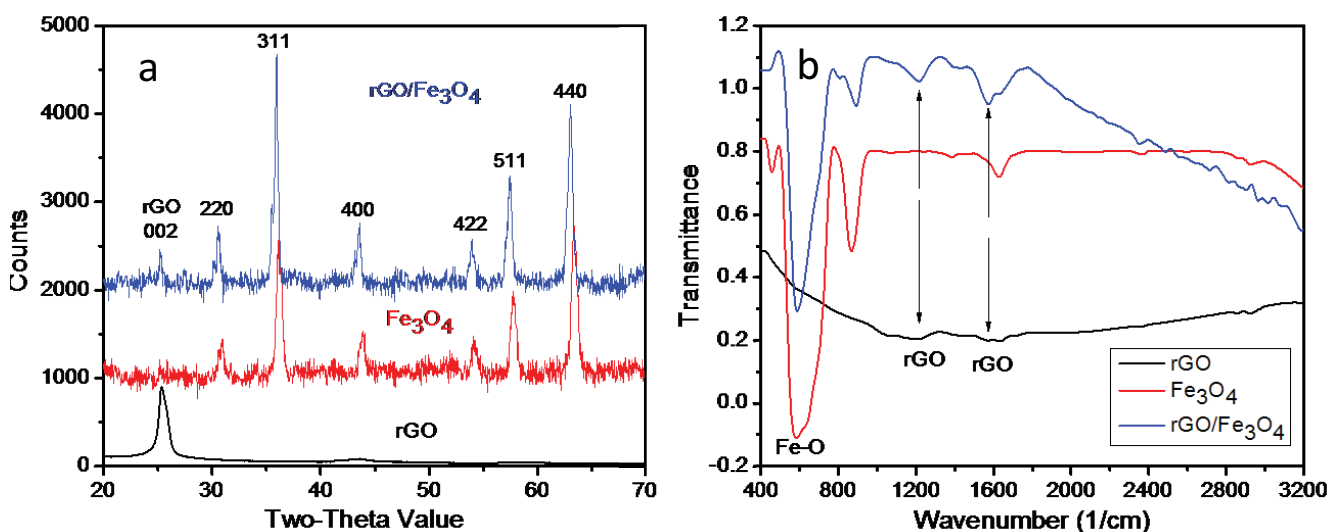 a
5000
4000
3000
2000
1000
0
Counts
20 30 40 50 60 70
Two-Theta Value
rGO
002
220
311
400
422
511
440
rGO/Fe₃O₄
Fe₃O₄
rGO
b
1.2
1.0
0.8
0.6
0.4
0.2
0.0
-0.2
Transmittance
400 800 1200 1600 2000 2400 2800 3200
Wavenumber (1/cm)
Fe-O
rGO
rGO
rGO
Fe₃O₄
rGO/Fe₃O₄